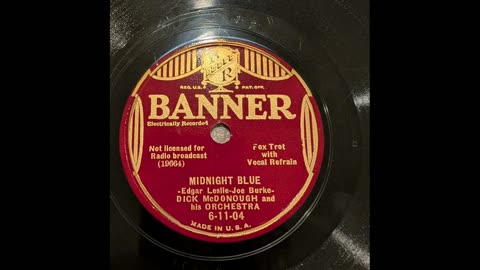 REG. U.S. PAT. OFF.
BANNER
Electrically Recorded
Not licensed for
Radio broadcast
(19664)
Fox Trot
with
Vocal Refrain
MIDNIGHT BLUE
-Edgar Leslie-Joe Burke-
DICK McDONOUGH and
his ORCHESTRA
6-11-04
MADE IN U.S.A.